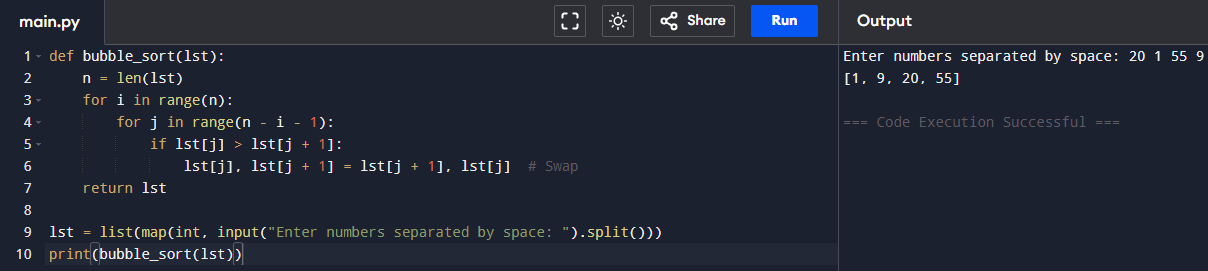 main.py Share Run Output
1 def bubble_sort(lst):
2     n = len(lst)
3     for i in range(n):
4         for j in range(n - i - 1):
5             if lst[j] > lst[j + 1]:
6                 lst[j], lst[j + 1] = lst[j + 1], lst[j]  # Swap
7     return lst
8
9 lst = list(map(int, input("Enter numbers separated by space: ").split()))
10 print(bubble_sort(lst))
Enter numbers separated by space: 20 1 55 9
[1, 9, 20, 55]
=== Code Execution Successful ===